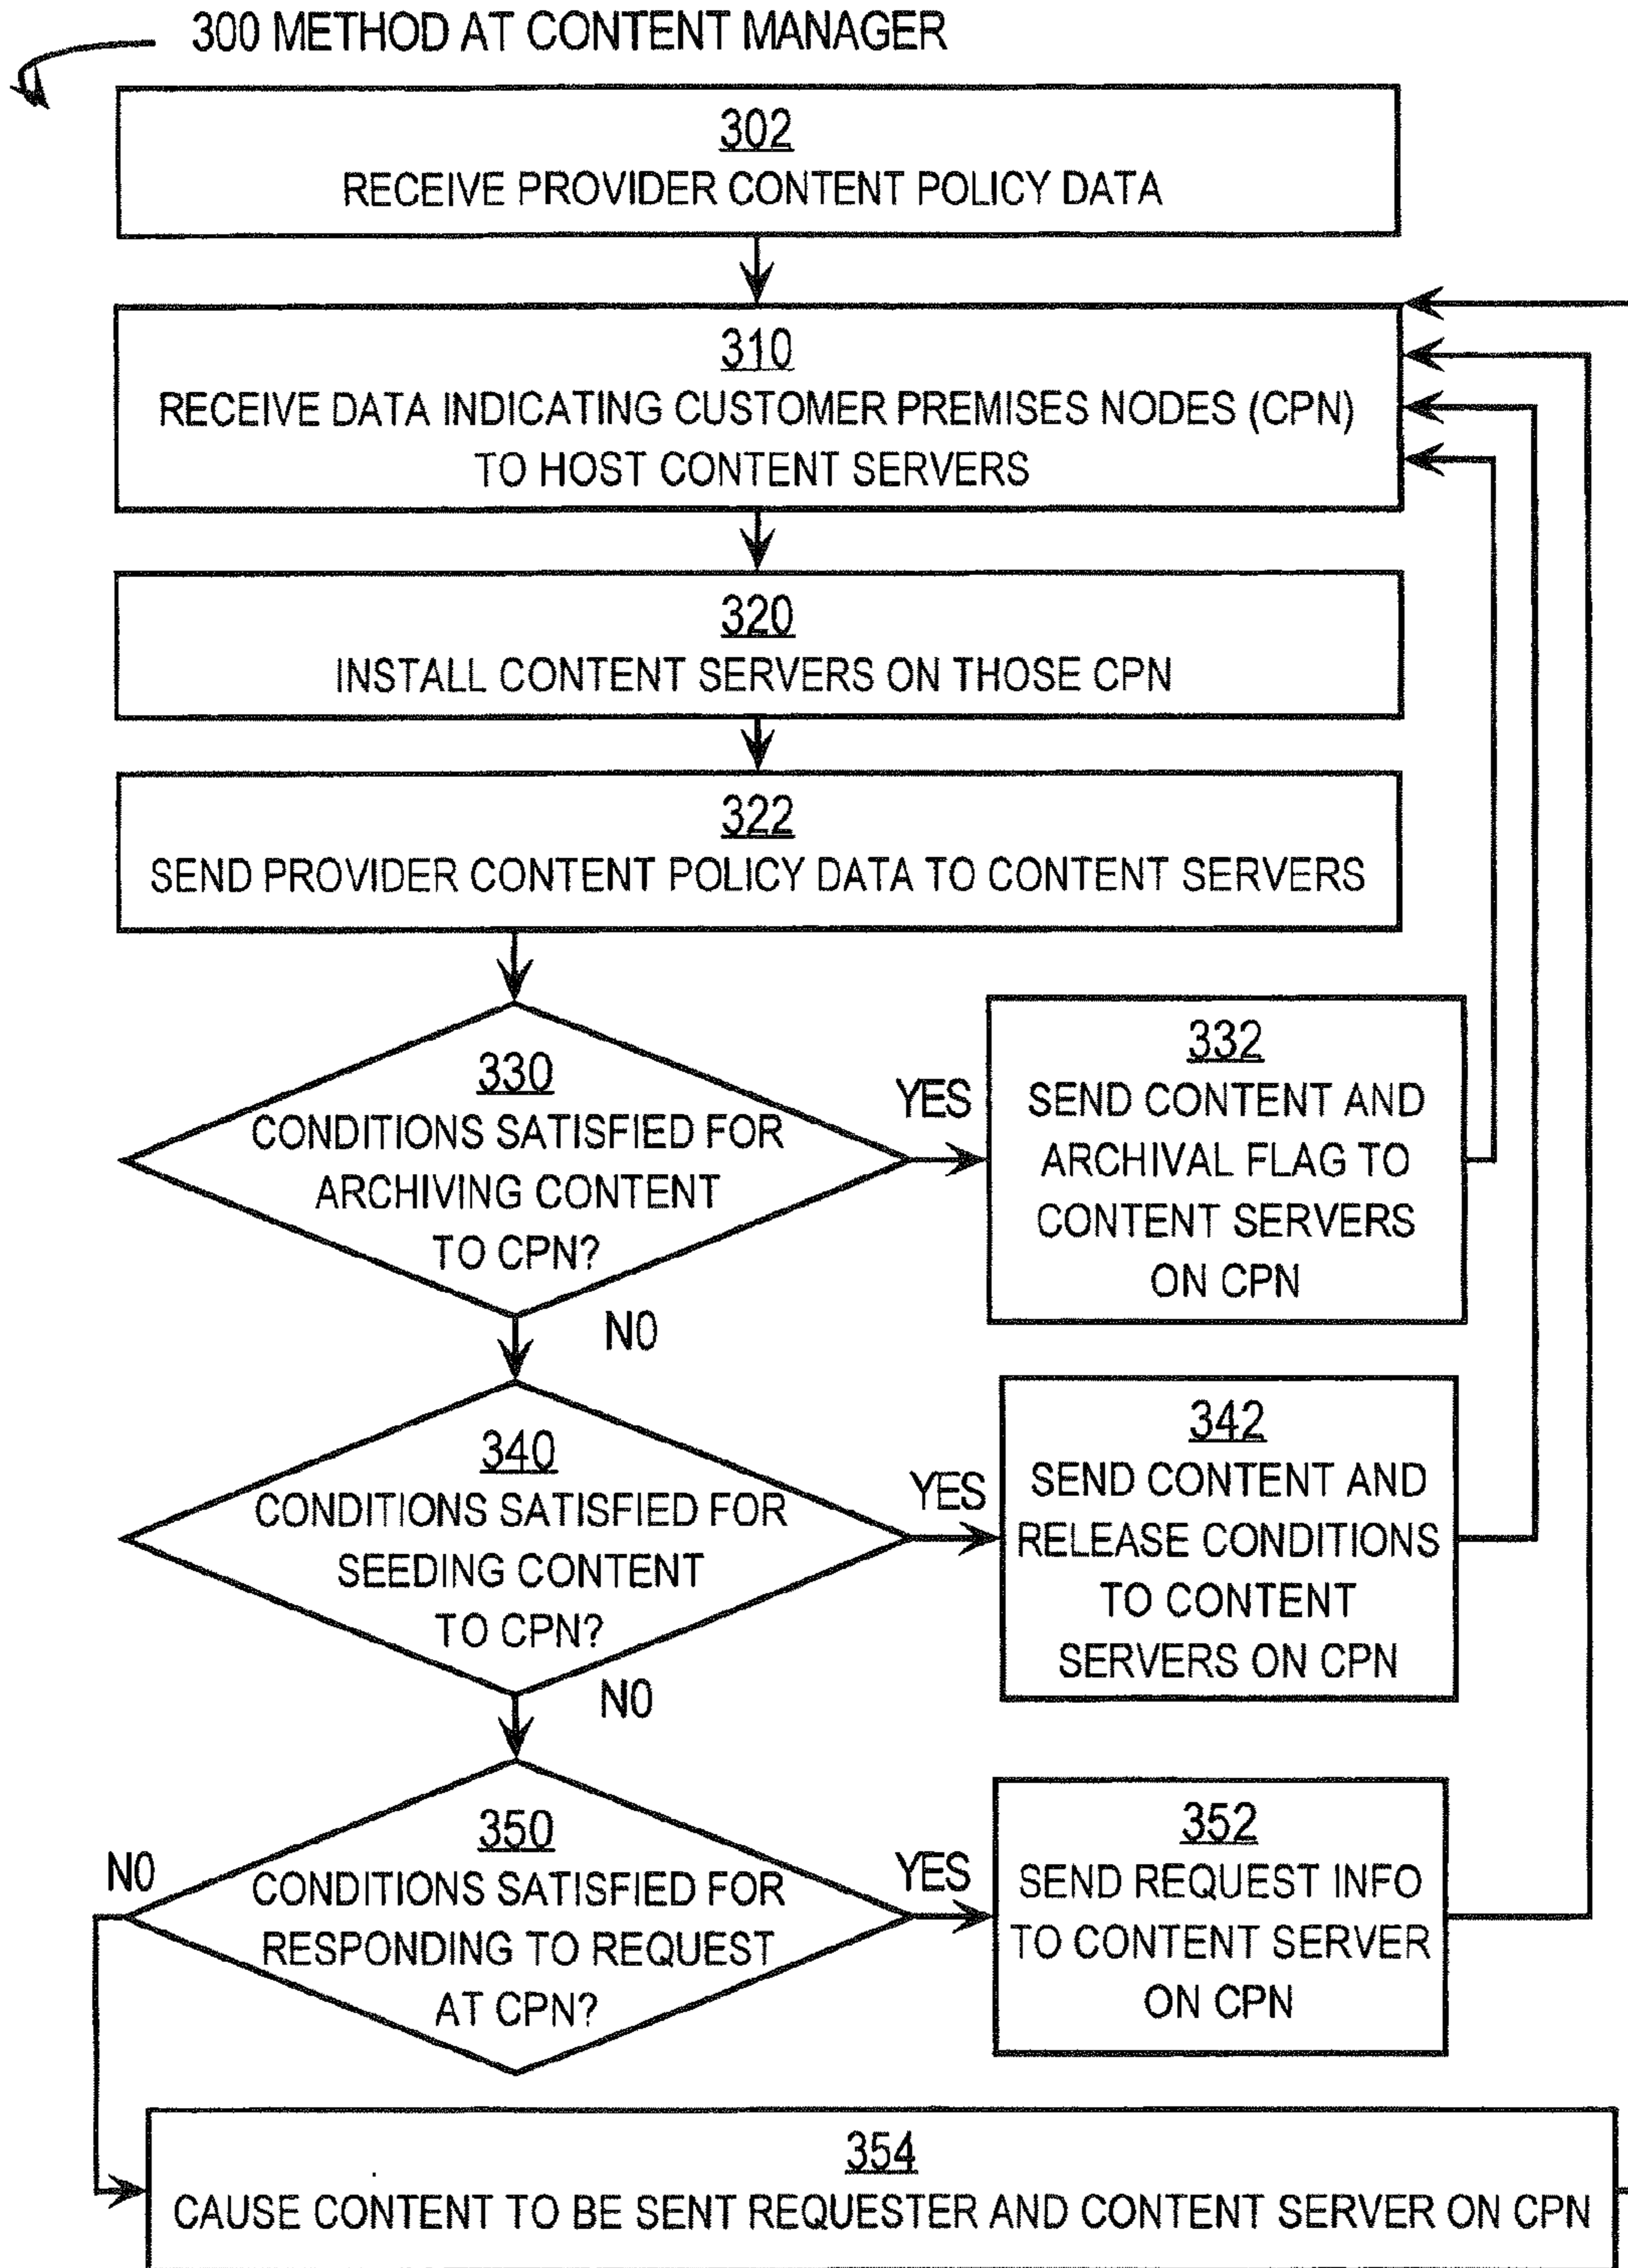 300 METHOD AT CONTENT MANAGER
302
RECEIVE PROVIDER CONTENT POLICY DATA
310
RECEIVE DATA INDICATING CUSTOMER PREMISES NODES (CPN)
TO HOST CONTENT SERVERS
320
INSTALL CONTENT SERVERS ON THOSE CPN
322
SEND PROVIDER CONTENT POLICY DATA TO CONTENT SERVERS
330
CONDITIONS SATISFIED FOR
ARCHIVING CONTENT
TO CPN?
YES
332
SEND CONTENT AND
ARCHIVAL FLAG TO
CONTENT SERVERS
ON CPN
NO
340
CONDITIONS SATISFIED FOR
SEEDING CONTENT
TO CPN?
YES
342
SEND CONTENT AND
RELEASE CONDITIONS
TO CONTENT
SERVERS ON CPN
NO
350
CONDITIONS SATISFIED FOR
RESPONDING TO REQUEST
AT CPN?
NO
YES
352
SEND REQUEST INFO
TO CONTENT SERVER
ON CPN
354
CAUSE CONTENT TO BE SENT REQUESTER AND CONTENT SERVER ON CPN